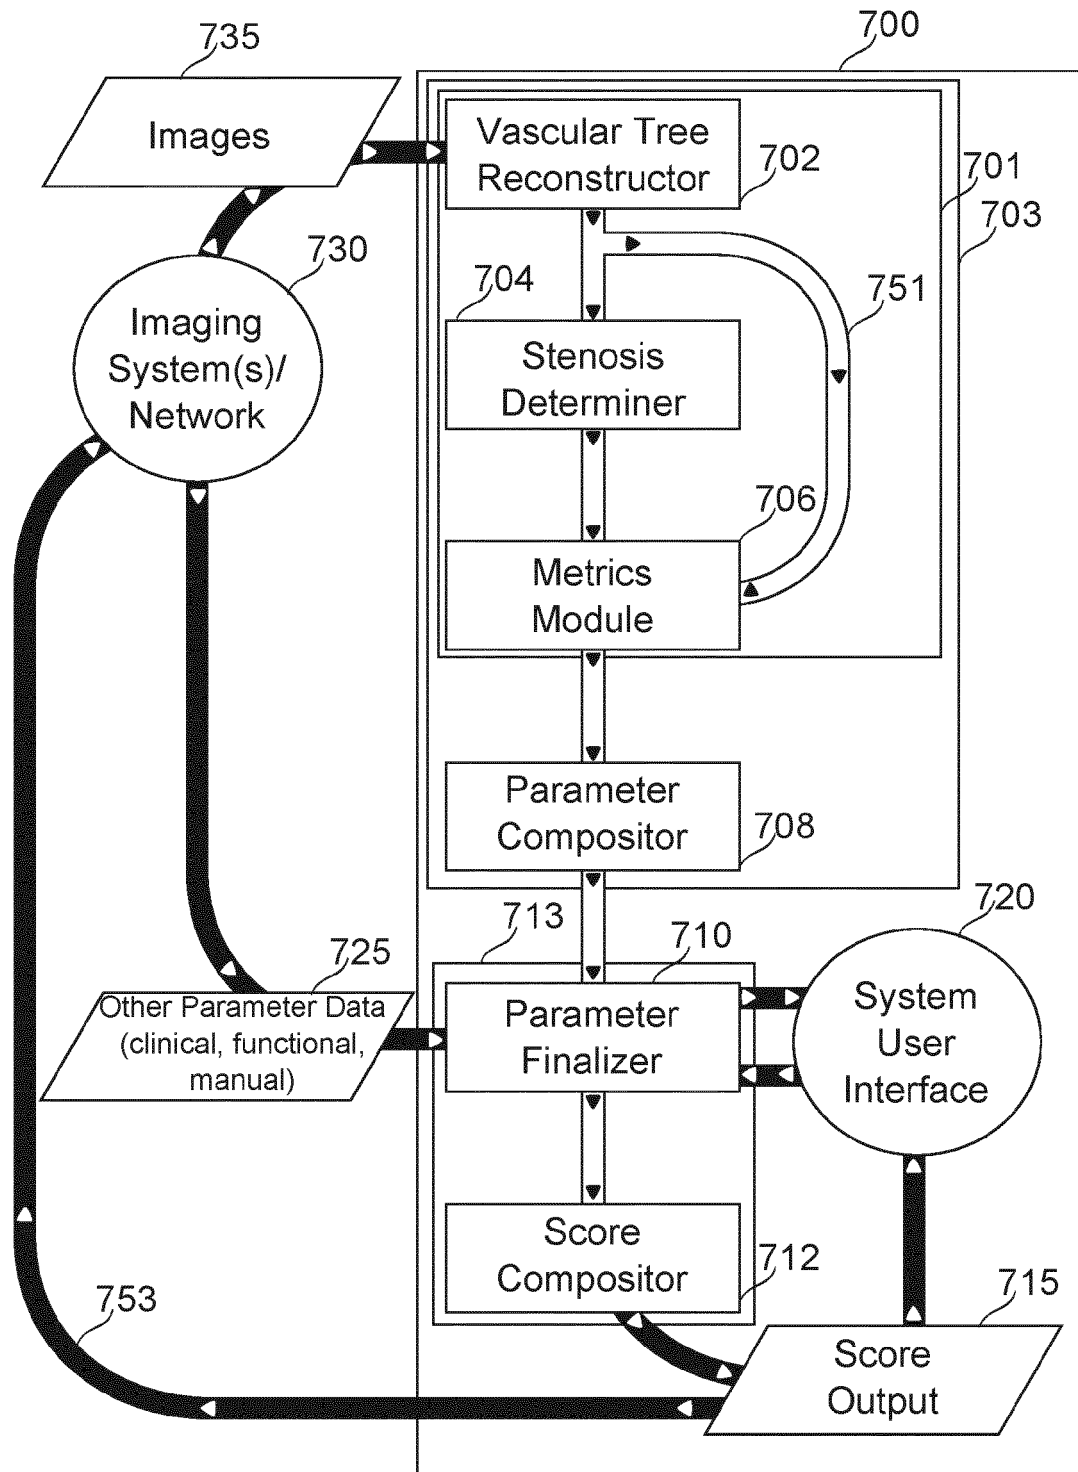 735
700
Images
Vascular Tree
Reconstructor
702
701
703
730
704
751
Imaging
System(s)/
Network
Stenosis
Determiner
706
Metrics
Module
Parameter
Compositor
708
713
710
720
725
Other Parameter Data
(clinical, functional,
manual)
Parameter
Finalizer
System
User
Interface
Score
Compositor
712
753
715
Score
Output